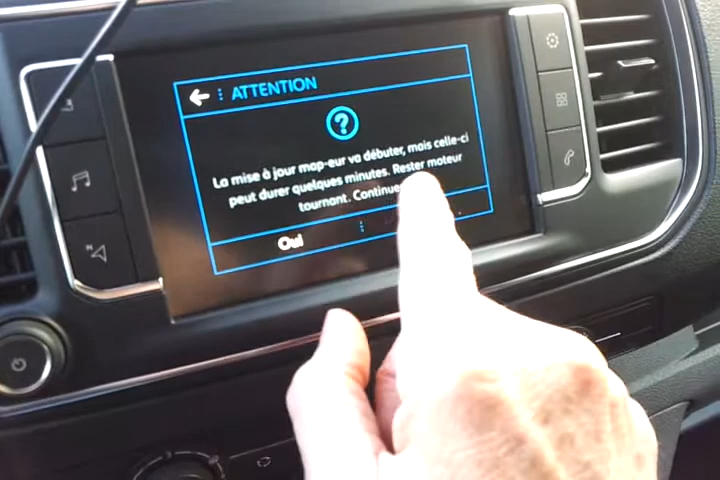 ATTENTION
?
La mise à jour map-eur va débuter, mais celle-ci
peut durer quelques minutes. Rester moteur
tournant. Continue
Oui
N